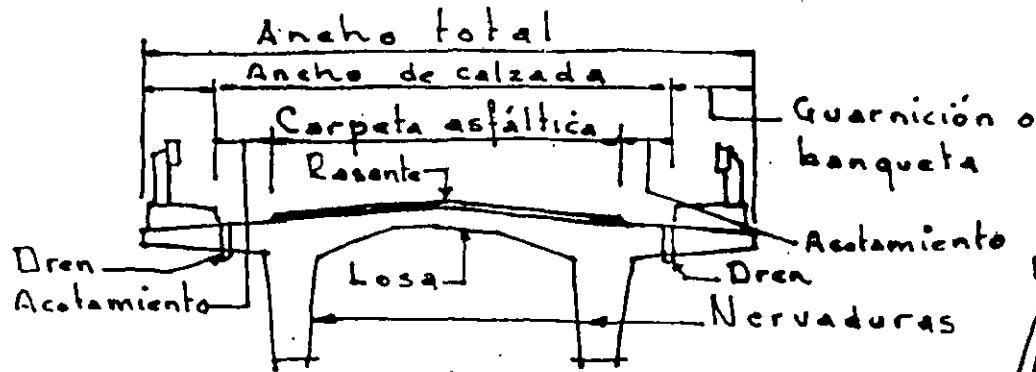 Ancho total
Ancho de calzada
Carpeta asfáltica
Guarnición o
banqueta
Rasante
Acotamiento
Dren
Losa
Dren
Acotamiento
Nervaduras